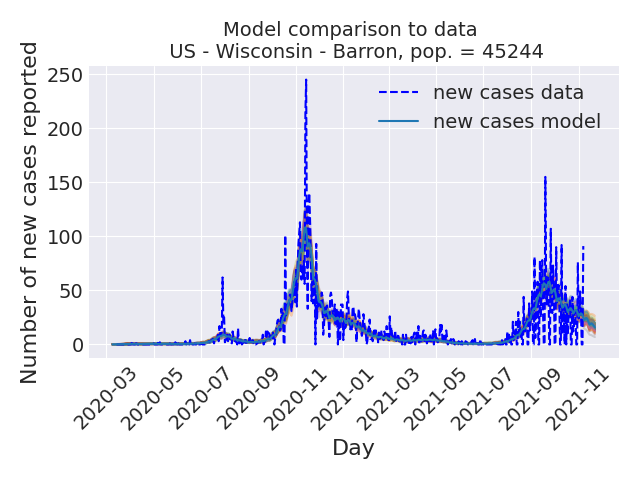 Model comparison to data
US - Wisconsin - Barron, pop. = 45244
Number of new cases reported
250
200
150
100
50
0
new cases data
new cases model
2020-03
2020-05
2020-07
2020-09
2020-11
2021-01
2021-03
2021-05
2021-07
2021-09
2021-11
Day